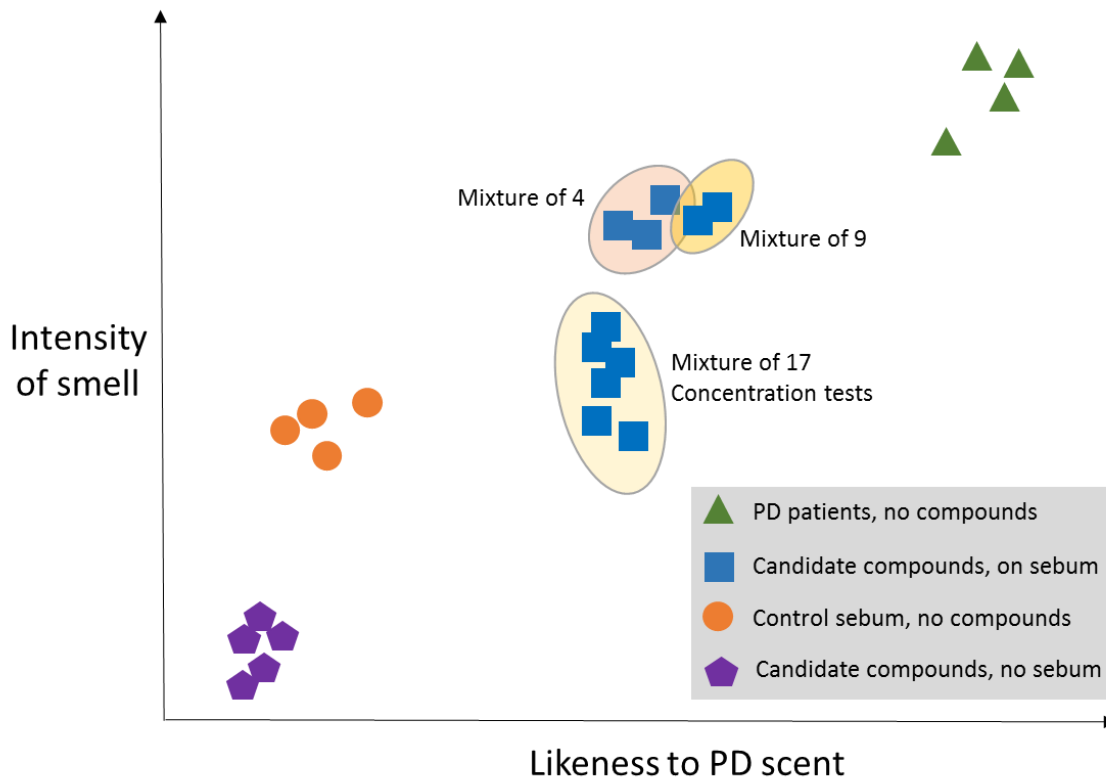 Mixture of 4
Mixture of 9
Intensity
of smell
Mixture of 17
Concentration tests
PD patients, no compounds
Candidate compounds, on sebum
Control sebum, no compounds
Candidate compounds, no sebum
Likeness to PD scent